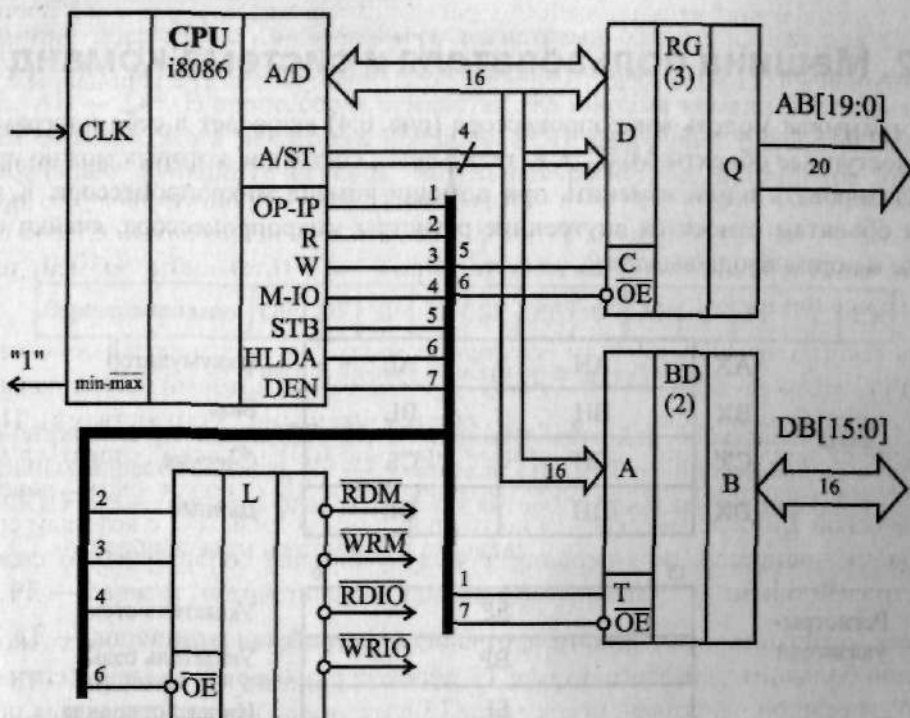 CPU
i8086
A/D
CLK
A/ST
OP-IP
R
W
M-IO
STB
HLDA
DEN
"1"
min-max
16
4
1
2
3
4
5
6
7
5
6
RG
(3)
D
Q
C
OE
AB[19:0]
20
BD
(2)
A
B
16
T
OE
1
7
DB[15:0]
16
L
2
3
4
6
OE
RDM
WRM
RDIO
WRIO